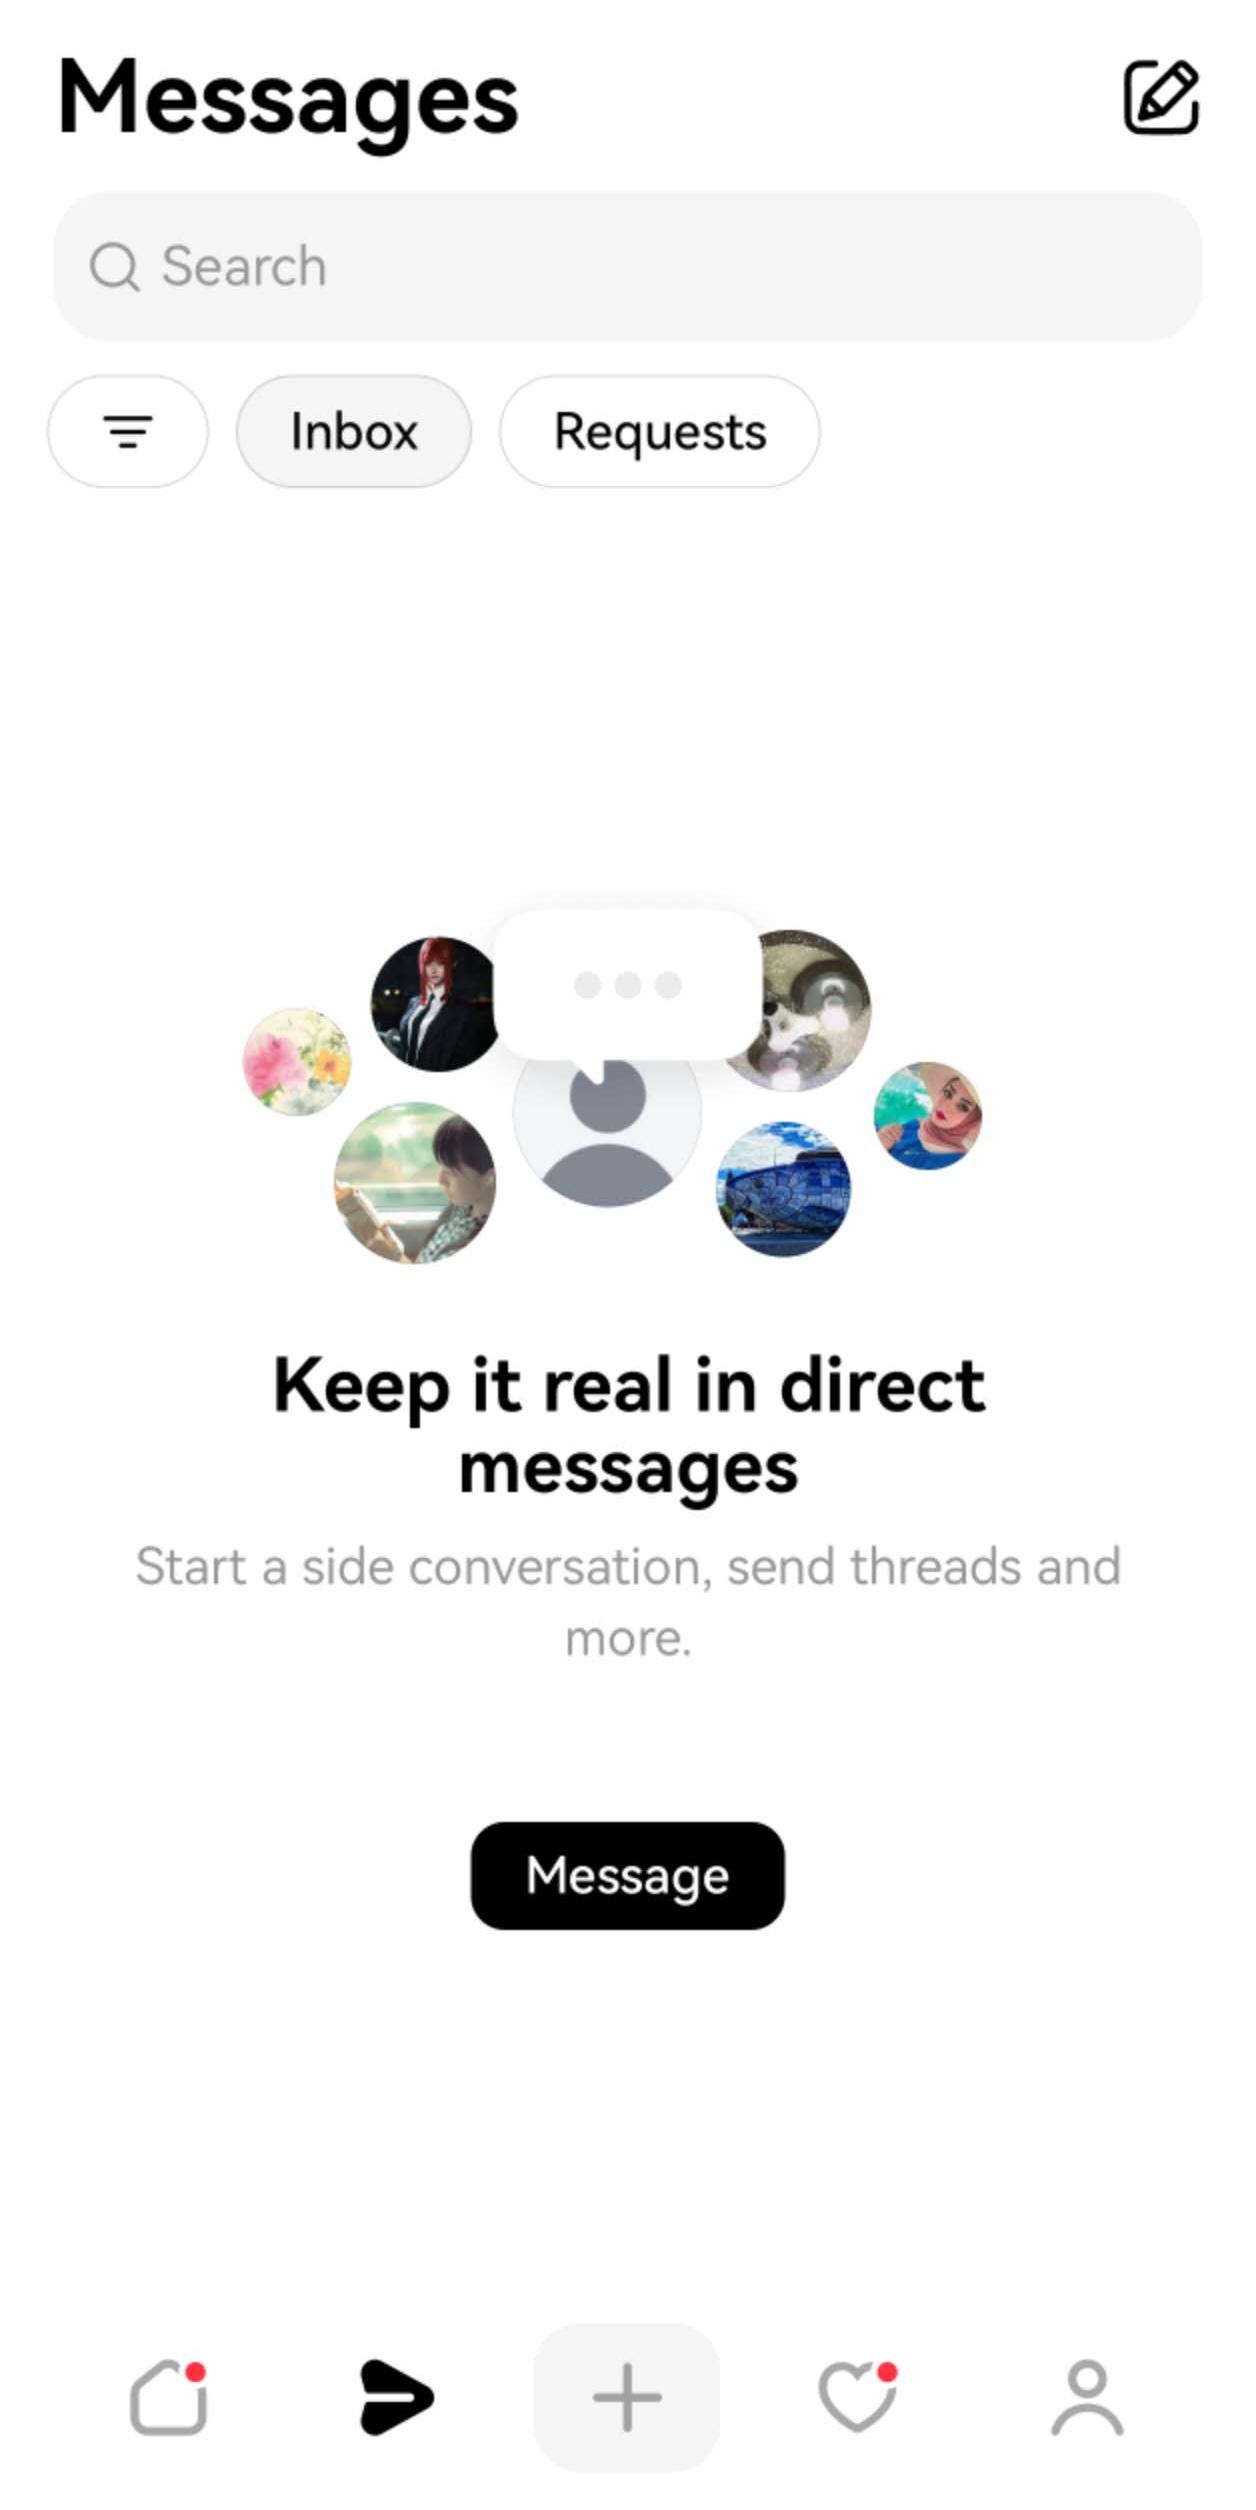 Messages
Search
Inbox
Requests
Keep it real in direct
messages
Start a side conversation, send threads and
more.
Message